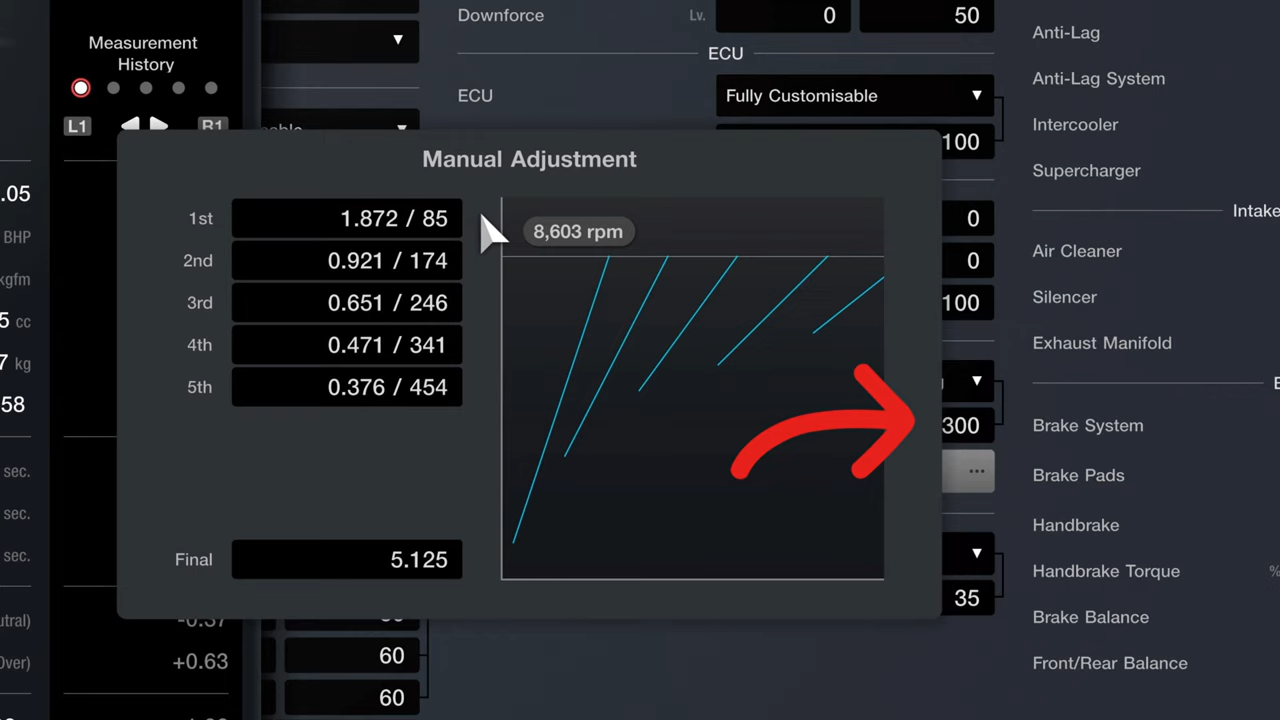 Measurement
History
L1
R1
.05
BHP
kgfm
5 cc
7 kg
58
sec.
sec.
sec.
-0.37
+0.63
Manual Adjustment
1st 1.872 / 85
2nd 0.921 / 174
3rd 0.651 / 246
4th 0.471 / 341
5th 0.376 / 454
Final 5.125
8,603 rpm
60
60
Downforce Lv. 0 50
ECU
ECU Fully Customisable
100
0
0
100
300
...
35
Anti-Lag
Anti-Lag System
Intercooler
Supercharger
Intake
Air Cleaner
Silencer
Exhaust Manifold
Brake System
Brake Pads
Handbrake
Handbrake Torque %
Brake Balance
Front/Rear Balance